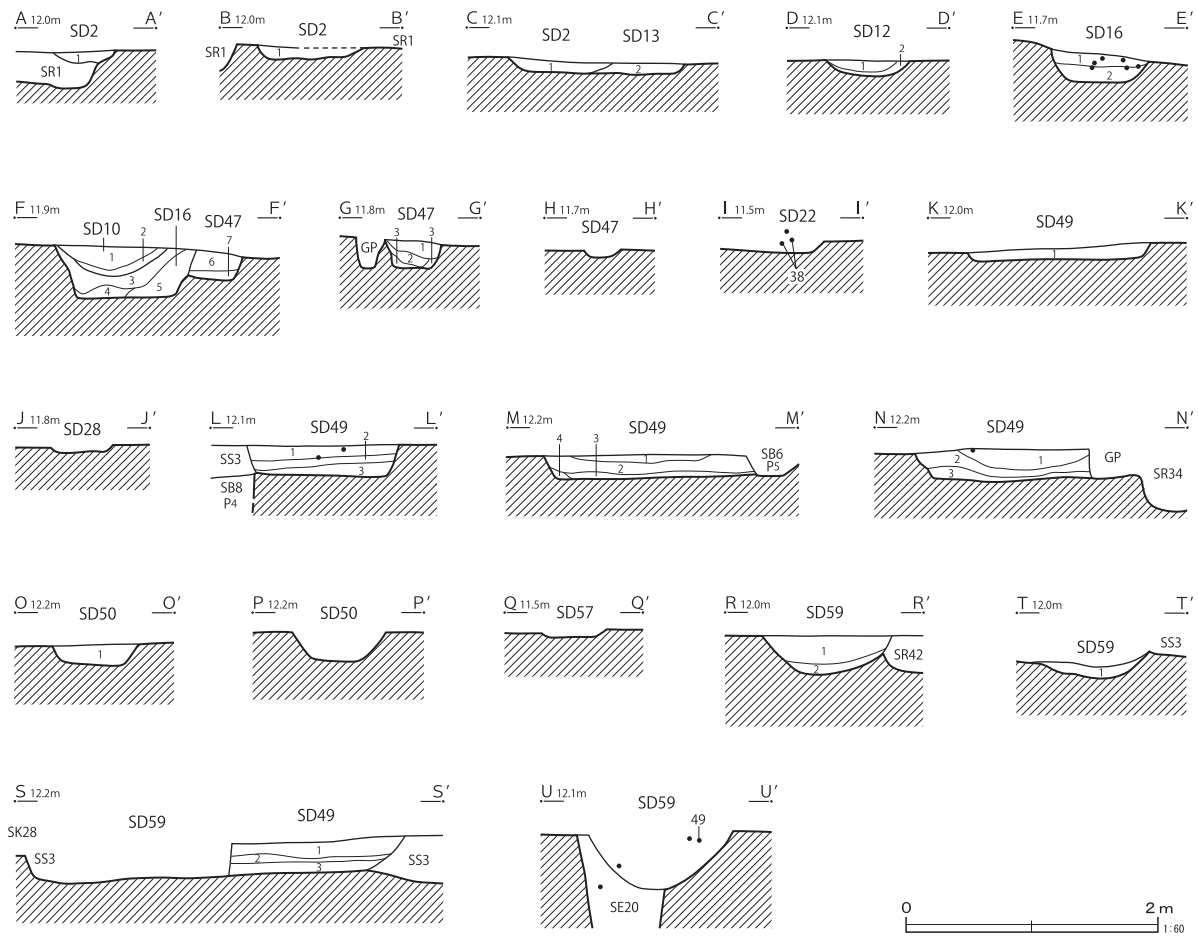 A 12.0m A′
SD2
1
SR1
B 12.0m B′
SD2
SR1 1 SR1
C 12.1m C′
SD2 SD13
1 2
D 12.1m D′
SD12
1 2
E 11.7m E′
SD16
1
2
F 11.9m F′
SD10 SD16 SD47
2 7
1 6
3
4 5
G 11.8m G′
SD47
3 3
GP 1
2
H 11.7m H′
SD47
I 11.5m I′
SD22
38
K 12.0m K′
SD49
1
J 11.8m J′
SD28
L 12.1m L′
SD49
1 2
SS3
3
SB8
P4
M 12.2m M′
SD49
4 3
1
2
SB6
P5
N 12.2m N′
SD49
2 1 GP
3
SR34
O 12.2m O′
SD50
1
P 12.2m P′
SD50
Q 11.5m Q′
SD57
R 12.0m R′
SD59
1
2
SR42
T 12.0m T′
SD59 SS3
1
S 12.2m S′
SK28 SD59 SD49
SS3 1
2
3
SS3
U 12.1m U′
SD59
49
SE20
0 2 m
1:60